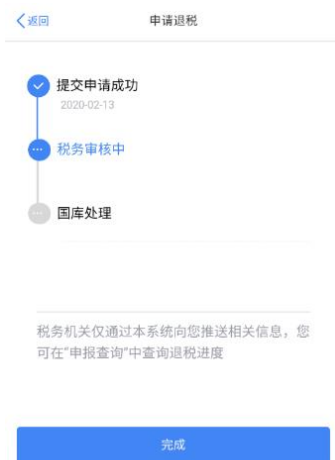 返回
申请退税
提交申请成功
2020-02-13
税务审核中
国库处理
税务机关仅通过本系统向您推送相关信息，您
可在“申报查询”中查询退税进度
完成